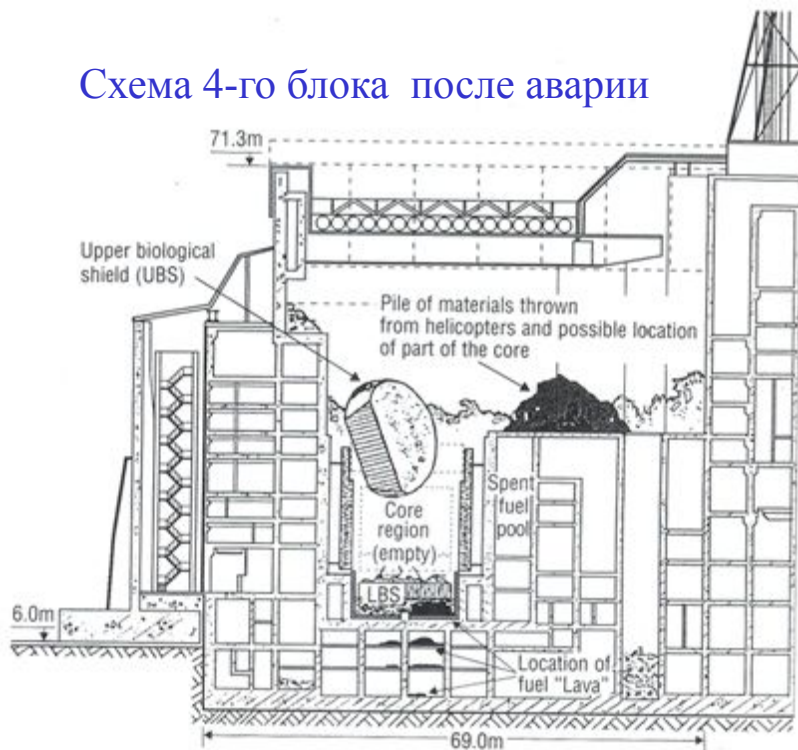 Схема 4-го блока после аварии
71.3m
Upper biological
shield (UBS)
Pile of materials thrown
from helicopters and possible location
of part of the core
Spent
fuel
pool
Core
region
(empty)
LBS
6.0m
Location of
fuel "Lava"
69.0m